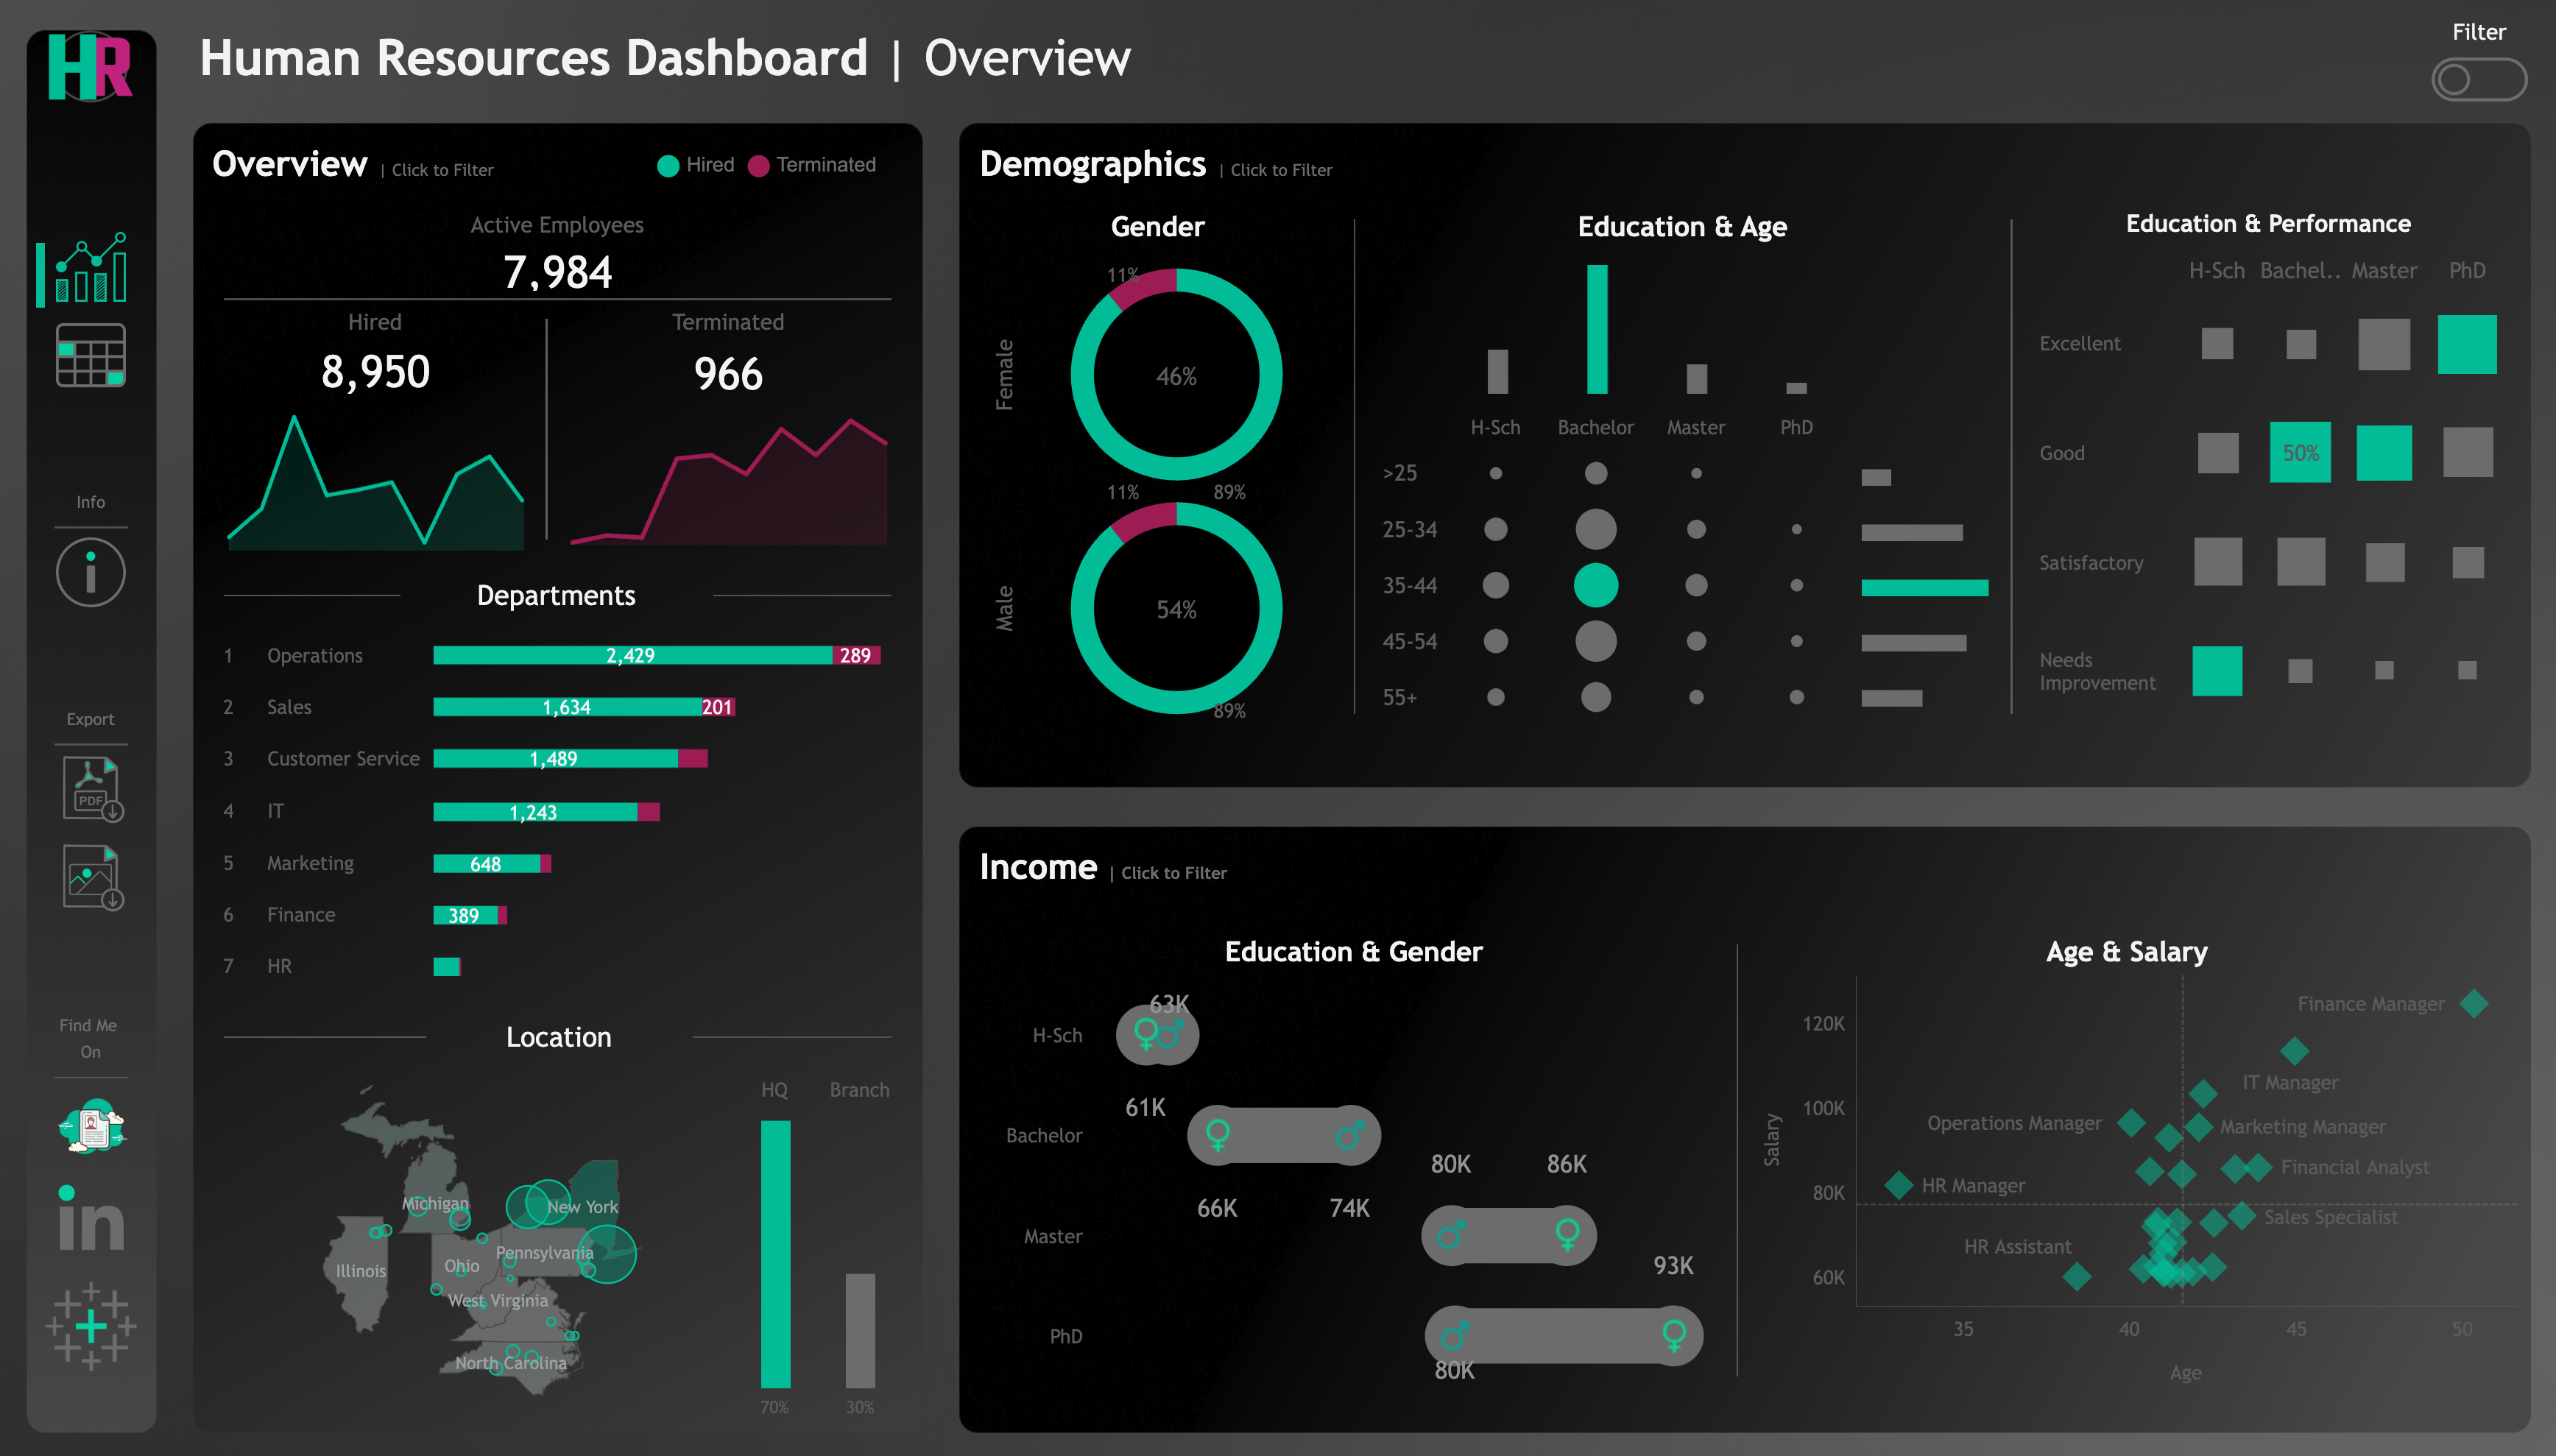 HR
Human Resources Dashboard | Overview
Filter
Info
Export
PDF
Find Me
On
in
Overview | Click to Filter
Hired
Terminated
Active Employees
7,984
Hired
8,950
Terminated
966
Departments
1 Operations 2,429 289
2 Sales 1,634 201
3 Customer Service 1,489
4 IT 1,243
5 Marketing 648
6 Finance 389
7 HR
Location
Michigan
New York
Pennsylvania
Ohio
Illinois
West Virginia
North Carolina
HQ Branch
70% 30%
Demographics | Click to Filter
Gender
Female
11%
46%
89%
Male
11%
54%
89%
Education & Age
H-Sch Bachelor Master PhD
>25
25-34
35-44
45-54
55+
Education & Performance
H-Sch Bachel.. Master PhD
Excellent
Good 50%
Satisfactory
Needs
Improvement
Income | Click to Filter
Education & Gender
H-Sch
63K
61K
Bachelor
66K 74K
Master
80K 86K
PhD
93K
80K
Age & Salary
Salary
120K
100K
80K
60K
Finance Manager
IT Manager
Operations Manager
Marketing Manager
Financial Analyst
HR Manager
Sales Specialist
HR Assistant
35 40 45 50
Age